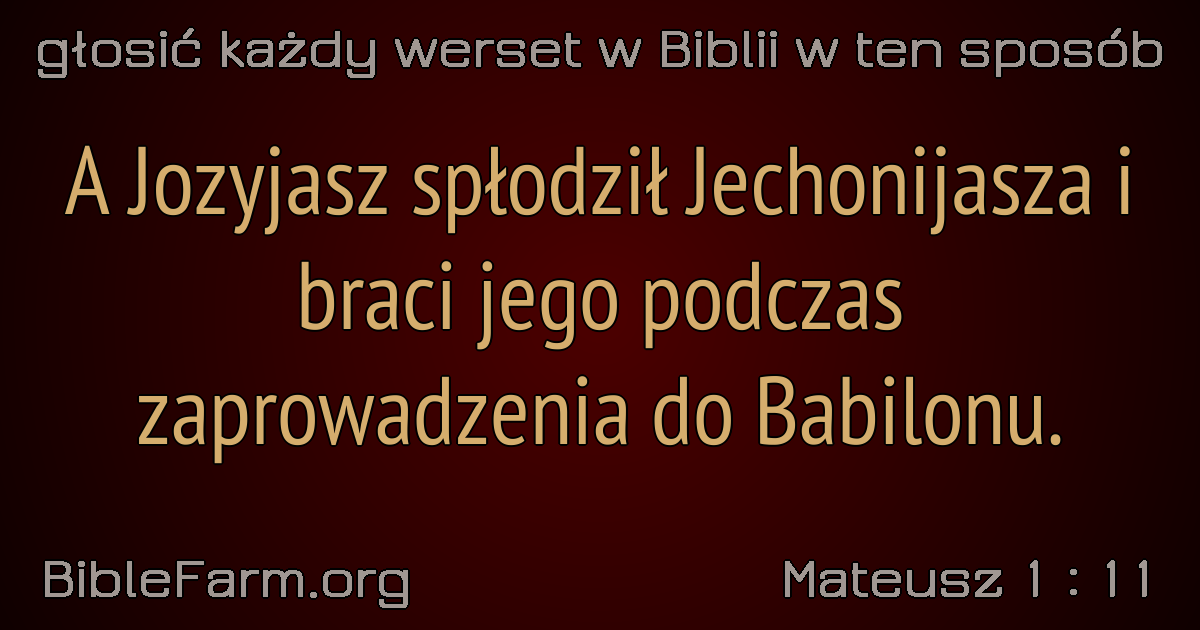 głosić każdy werset w Biblii w ten sposób
A Jozyjasz spłodził Jechonijasza i
braci jego podczas
zaprowadzenia do Babilonu.
BibleFarm.org
Mateusz 1 : 11